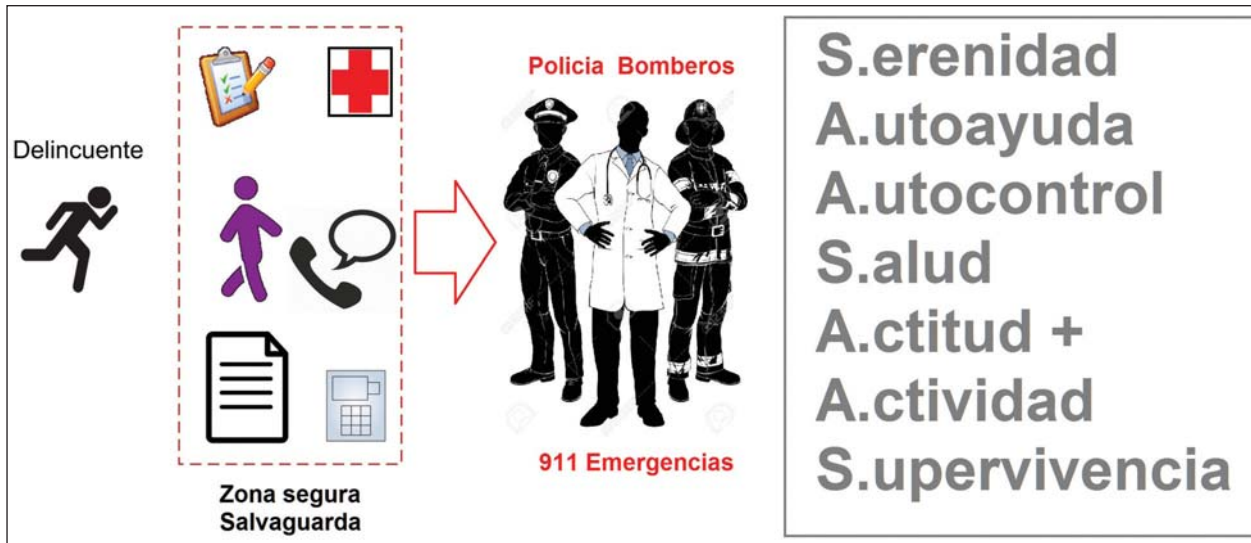 Delincuente
Zona segura
Salvaguarda
Policia Bomberos
911 Emergencias
S.erenidad
A.utoayuda
A.utocontrol
S.alud
A.ctitud +
A.ctividad
S.upervivencia